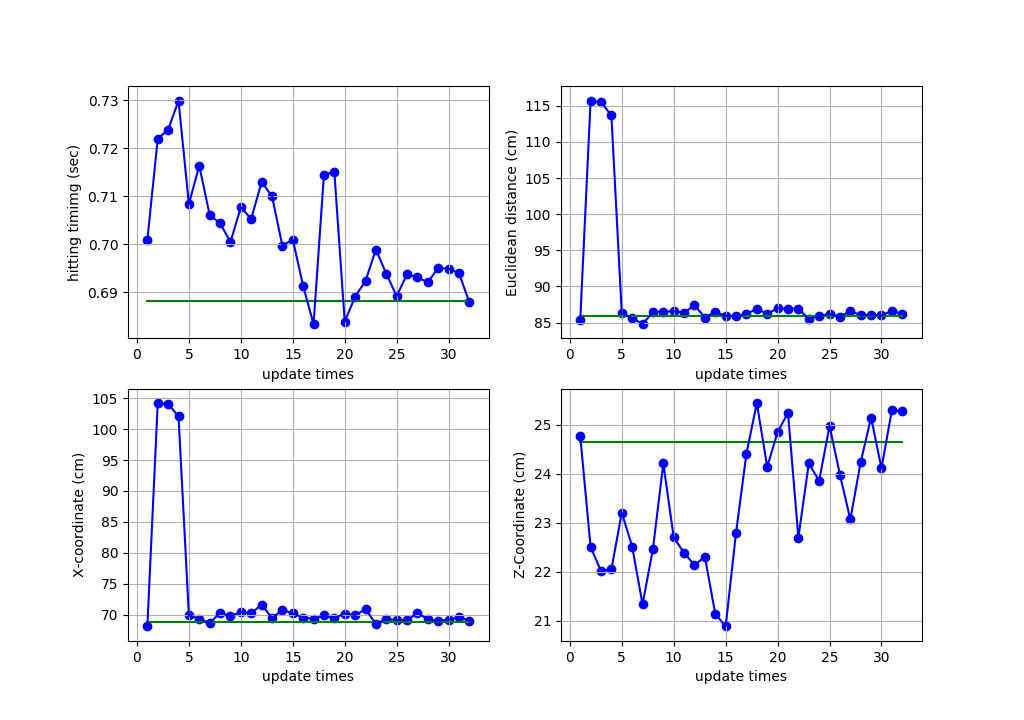 0.73
0.72
0.71
0.70
0.69
hitting timimg (sec)
0 5 10 15 20 25 30
update times
115
110
105
100
95
90
85
Euclidean distance (cm)
0 5 10 15 20 25 30
update times
105
100
95
90
85
80
75
70
X-coordinate (cm)
0 5 10 15 20 25 30
update times
25
24
23
22
21
Z-Coordinate (cm)
0 5 10 15 20 25 30
update times